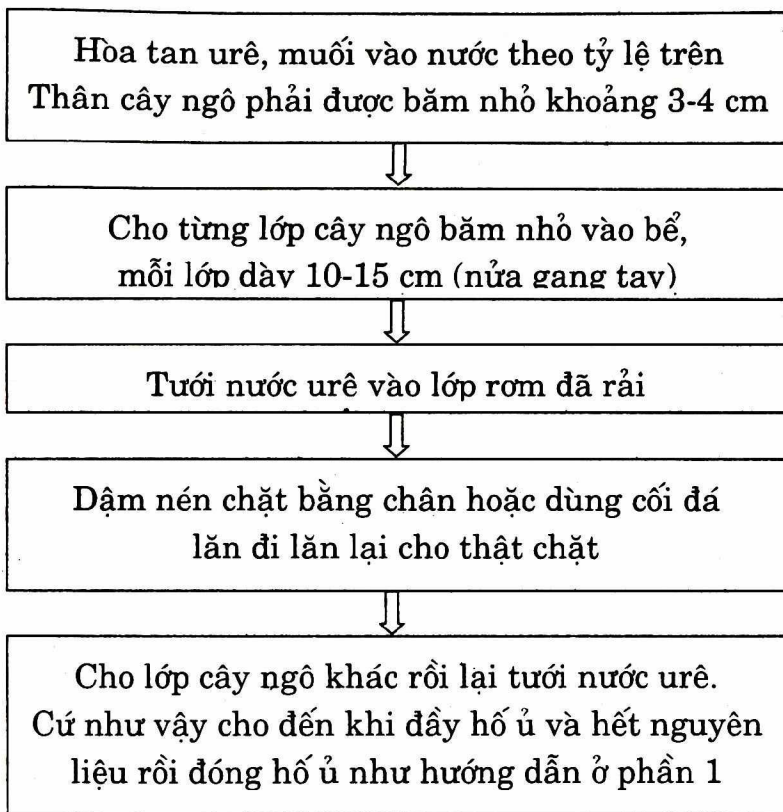 Hòa tan urê, muối vào nước theo tỷ lệ trên
Thân cây ngô phải được băm nhỏ khoảng 3-4 cm
Cho từng lớp cây ngô băm nhỏ vào bể,
mỗi lớp dày 10-15 cm (nửa gang tay)
Tưới nước urê vào lớp rơm đã rải
Dậm nén chặt bằng chân hoặc dùng cối đá
lăn đi lăn lại cho thật chặt
Cho lớp cây ngô khác rồi lại tưới nước urê.
Cứ như vậy cho đến khi đầy hố ủ và hết nguyên
liệu rồi đóng hố ủ như hướng dẫn ở phần 1